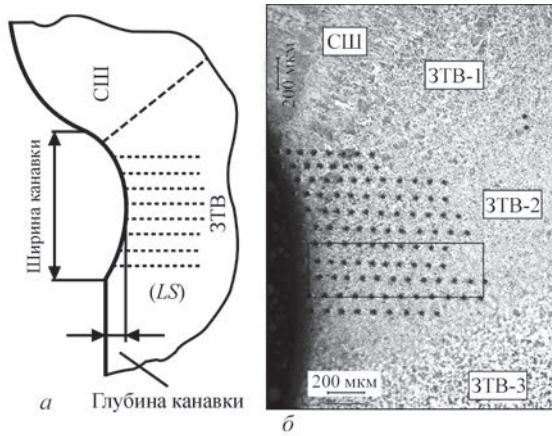 СШ
Ширина канавки
ЗТВ
(LS)
Глубина канавки
а
СШ
200 мкм
ЗТВ-1
ЗТВ-2
200 мкм
ЗТВ-3
б